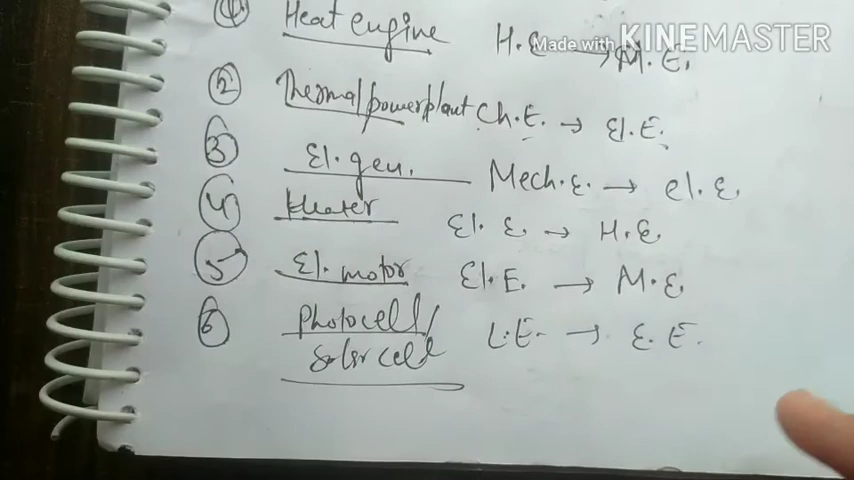 ① Heat engine H.E → M.E.
Made with KINEMASTER
② Thermal powerplant Ch.E. → El.E.
③ El.gen. Mech.E. → el.E.
④ Heater El.E. → H.E.
⑤ El.motor El.E. → M.E.
⑥ Photocell/ L.E. → E.E.
Solar cell